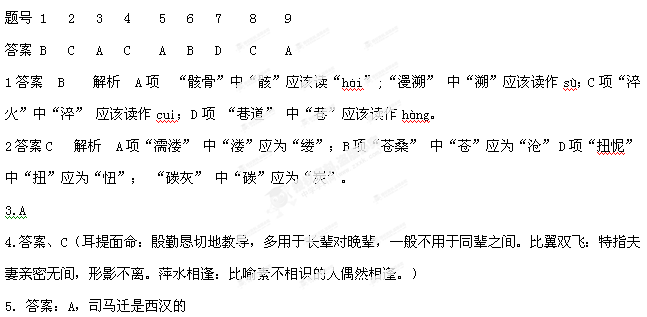 题号 1 2 3 4 5 6 7 8 9
答案 B C A C A B D C A
1答案 B 解析 A项 “骸骨”中“骸”应该读“hái”;“漫溯” 中“溯”应该读作 sù；C项“淬
火”中“淬” 应该读作 cuì；D项 “巷道” 中“巷”应该读作hàng。
2答案C 解析 A项“濡溇” 中“溇”应为“缕”；B项“苍桑” 中“苍”应为“沧” D项“扭怩”
中“扭”应为“忸”； “碳灰” 中“碳”应为“炭”。
3.A
4.答案、C（耳提面命：殷勤恳切地教导，多用于长辈对晚辈，一般不用于同辈之间。比翼双飞：特指夫
妻亲密无间，形影不离。萍水相逢：比喻素不相识的人偶然相逢。）
5. 答案：A，司马迁是西汉的